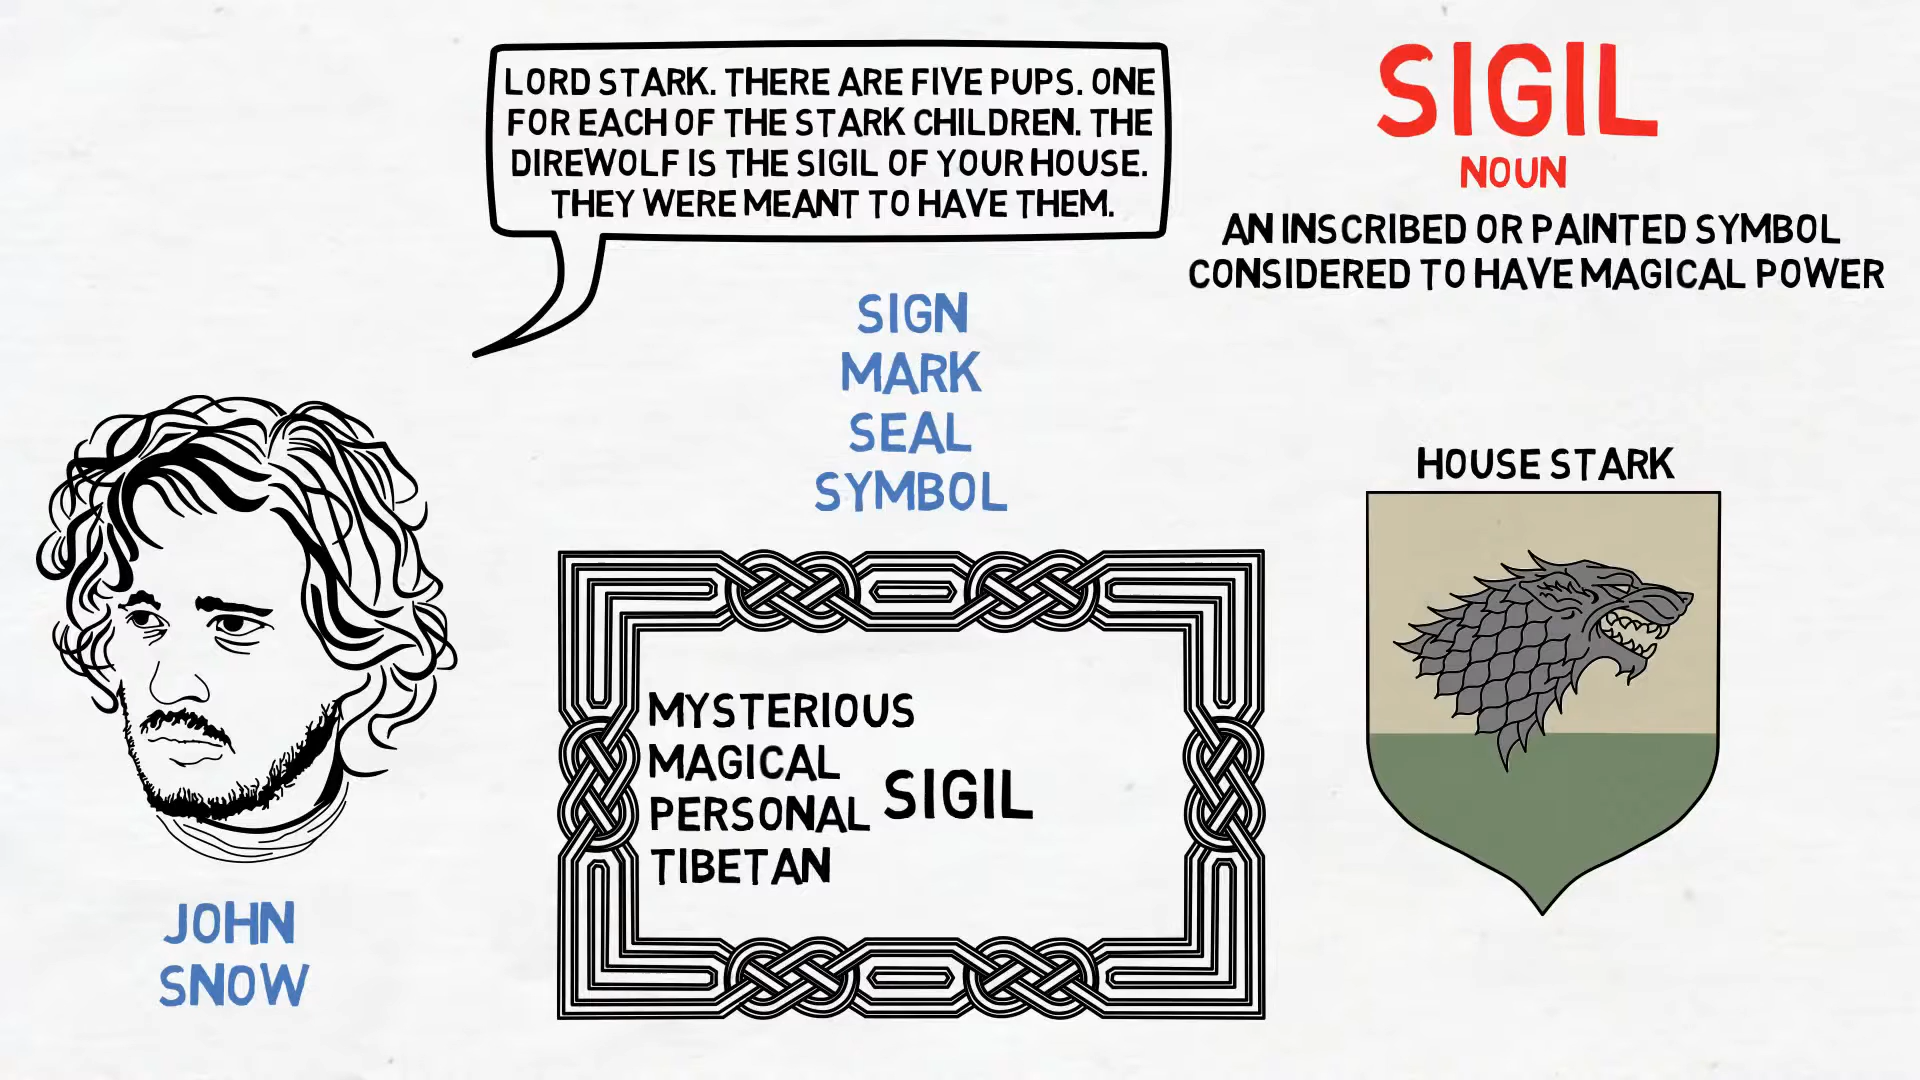 LORD STARK. THERE ARE FIVE PUPS. ONE
FOR EACH OF THE STARK CHILDREN. THE
DIREWOLF IS THE SIGIL OF YOUR HOUSE.
THEY WERE MEANT TO HAVE THEM.
SIGIL
NOUN
AN INSCRIBED OR PAINTED SYMBOL
CONSIDERED TO HAVE MAGICAL POWER
SIGN
MARK
SEAL
SYMBOL
HOUSE STARK
MYSTERIOUS
MAGICAL
PERSONAL
TIBETAN
SIGIL
JOHN
SNOW